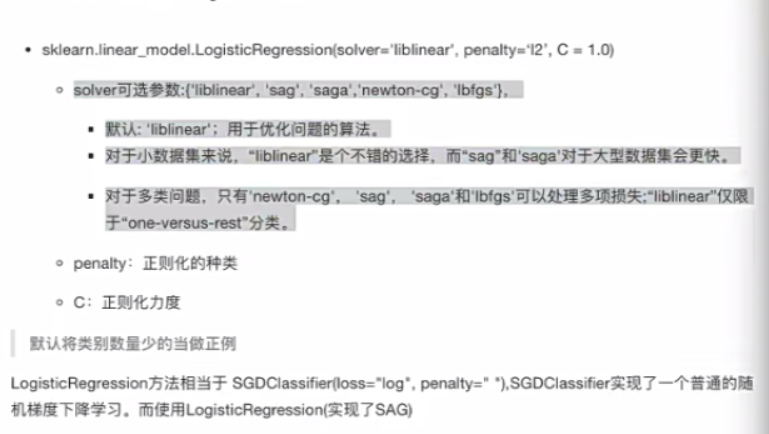 sklearn.linear_model.LogisticRegression(solver='liblinear', penalty='l2', C = 1.0)
solver可选参数:{'liblinear', 'sag', 'saga','newton-cg', 'lbfgs'},
默认: 'liblinear'；用于优化问题的算法。
对于小数据集来说，“liblinear”是个不错的选择，而“sag”和'saga'对于大型数据集会更快。
对于多类问题，只有'newton-cg'， 'sag'， 'saga'和'lbfgs'可以处理多项损失;“liblinear”仅限
于“one-versus-rest”分类。
penalty：正则化的种类
C：正则化力度
默认将类别数量少的当做正例
LogisticRegression方法相当于 SGDClassifier(loss="log", penalty=" "),SGDClassifier实现了一个普通的随
机梯度下降学习。而使用LogisticRegression(实现了SAG)